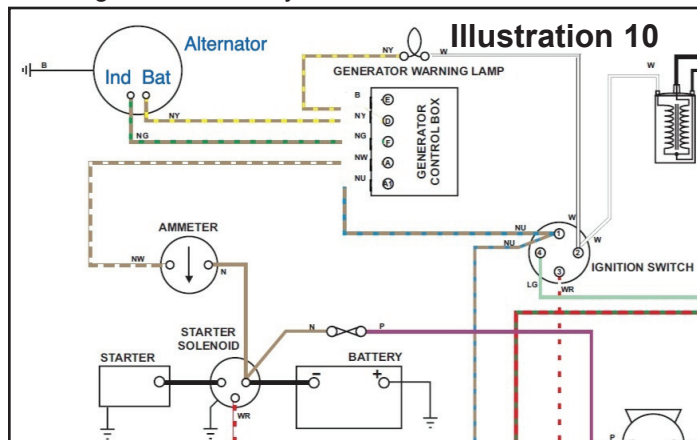 Illustration 10
Alternator
Ind Bat
B
NY
NG
NY
W
GENERATOR WARNING LAMP
W
B
NY
NG
NW
NU
E
D
F
A
A1
GENERATOR
CONTROL BOX
NU
NU
W
W
1
2
3
4
IGNITION SWITCH
LG
WR
AMMETER
NW
N
STARTER
SOLENOID
N
P
STARTER
BATTERY
-
+
WR
P